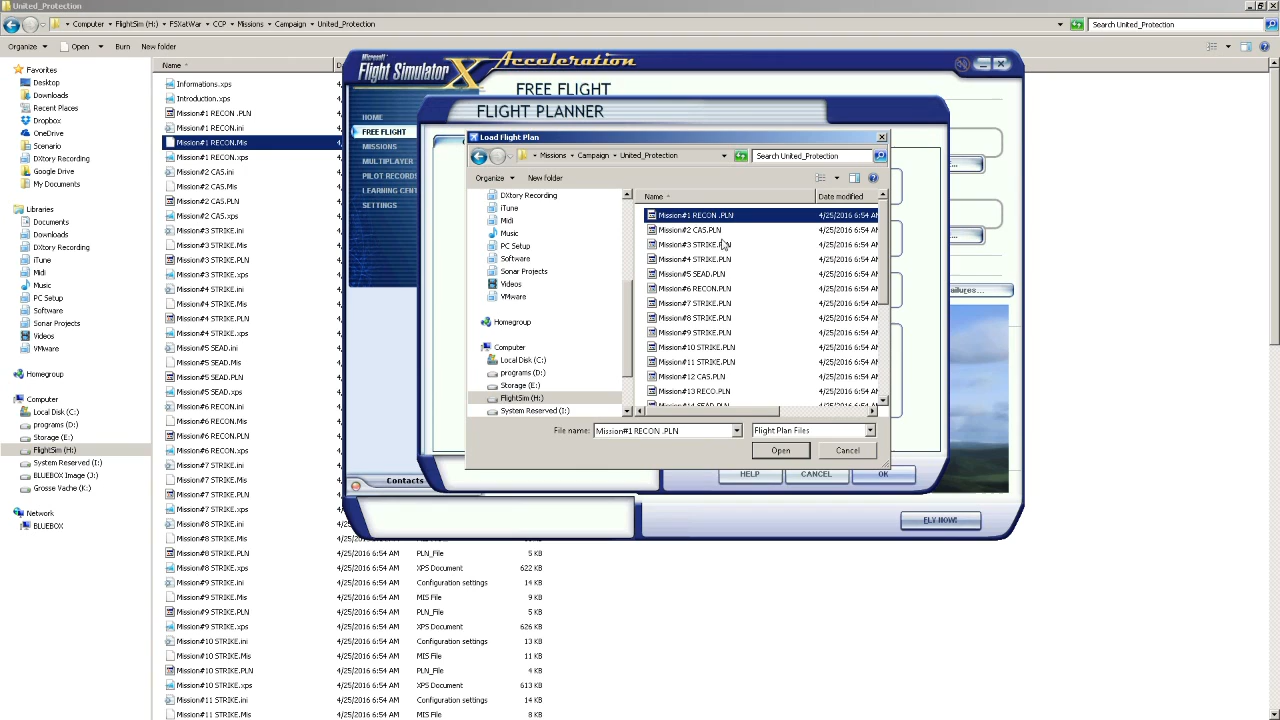 United_Protection
Computer ▸ FlightSim (H:) ▸ FSXatWar ▸ CCP ▸ Missions ▸ Campaign ▸ United_Protection
Search United_Protection
Organize Open Burn New folder
Favorites
Desktop
Downloads
Recent Places
Dropbox
OneDrive
Scenario
DXtory Recording
Google Drive
My Documents
Libraries
Documents
Downloads
DXtory Recording
iTune
Midi
Music
PC Setup
Software
Sonar Projects
Videos
VMware
Homegroup
Computer
Local Disk (C:)
programs (D:)
Storage (E:)
FlightSim (H:)
System Reserved (I:)
BLUEBOX Image (J:)
Grosse Vache (K:)
Network
BLUEBOX
Name
Informations.xps
Introduction.xps
Mission#1 RECON .PLN
Mission#1 RECON.ini
Mission#1 RECON.Mis
Mission#1 RECON.xps
Mission#2 CAS.ini
Mission#2 CAS.Mis
Mission#2 CAS.PLN
Mission#2 CAS.xps
Mission#3 STRIKE.ini
Mission#3 STRIKE.Mis
Mission#3 STRIKE.PLN
Mission#3 STRIKE.xps
Mission#4 STRIKE.ini
Mission#4 STRIKE.Mis
Mission#4 STRIKE.PLN
Mission#4 STRIKE.xps
Mission#5 SEAD.ini
Mission#5 SEAD.Mis
Mission#5 SEAD.PLN
Mission#5 SEAD.xps
Mission#6 RECON.ini
Mission#6 RECON.Mis
Mission#6 RECON.PLN
Mission#6 RECON.xps
Mission#7 STRIKE.ini
Mission#7 STRIKE.Mis
Mission#7 STRIKE.PLN
Mission#7 STRIKE.xps
Mission#8 STRIKE.ini
Mission#8 STRIKE.Mis
Mission#8 STRIKE.PLN 4/25/2016 6:54 AM PLN_File 5 KB
Mission#8 STRIKE.xps 4/25/2016 6:54 AM XPS Document 622 KB
Mission#9 STRIKE.ini 4/25/2016 6:54 AM Configuration settings 14 KB
Mission#9 STRIKE.Mis 4/25/2016 6:54 AM MIS File 9 KB
Mission#9 STRIKE.PLN 4/25/2016 6:54 AM PLN_File 5 KB
Mission#9 STRIKE.xps 4/25/2016 6:54 AM XPS Document 626 KB
Mission#10 STRIKE.ini 4/25/2016 6:54 AM Configuration settings 13 KB
Mission#10 STRIKE.Mis 4/25/2016 6:54 AM MIS File 11 KB
Mission#10 STRIKE.PLN 4/25/2016 6:54 AM PLN_File 4 KB
Mission#10 STRIKE.xps 4/25/2016 6:54 AM XPS Document 613 KB
Mission#11 STRIKE.ini 4/25/2016 6:54 AM Configuration settings 14 KB
Mission#11 STRIKE.Mis 4/25/2016 6:54 AM MIS File 8 KB
Microsoft
Flight Simulator X Acceleration
FREE FLIGHT
FLIGHT PLANNER
HOME
FREE FLIGHT
MISSIONS
MULTIPLAYER
PILOT RECORDS
LEARNING CENT
SETTINGS
Load Flight Plan
Missions ▸ Campaign ▸ United_Protection
Search United_Protection
Organize New folder
DXtory Recording
iTune
Midi
Music
PC Setup
Software
Sonar Projects
Videos
VMware
Homegroup
Computer
Local Disk (C:)
programs (D:)
Storage (E:)
FlightSim (H:)
System Reserved (I:)
Name Date modified
Mission#1 RECON .PLN 4/25/2016 6:54 AM
Mission#2 CAS.PLN 4/25/2016 6:54 AM
Mission#3 STRIKE.PLN 4/25/2016 6:54 AM
Mission#4 STRIKE.PLN 4/25/2016 6:54 AM
Mission#5 SEAD.PLN 4/25/2016 6:54 AM
Mission#6 RECON.PLN 4/25/2016 6:54 AM
Mission#7 STRIKE.PLN 4/25/2016 6:54 AM
Mission#8 STRIKE.PLN 4/25/2016 6:54 AM
Mission#9 STRIKE.PLN 4/25/2016 6:54 AM
Mission#10 STRIKE.PLN 4/25/2016 6:54 AM
Mission#11 STRIKE.PLN 4/25/2016 6:54 AM
Mission#12 CAS.PLN 4/25/2016 6:54 AM
Mission#13 RECO.PLN 4/25/2016 6:54 AM
Mission#14 SEAD.PLN 4/25/2016 6:54 AM
File name: Mission#1 RECON .PLN Flight Plan Files
Open Cancel
ailures...
HELP CANCEL OK
Contacts
FLY NOW!